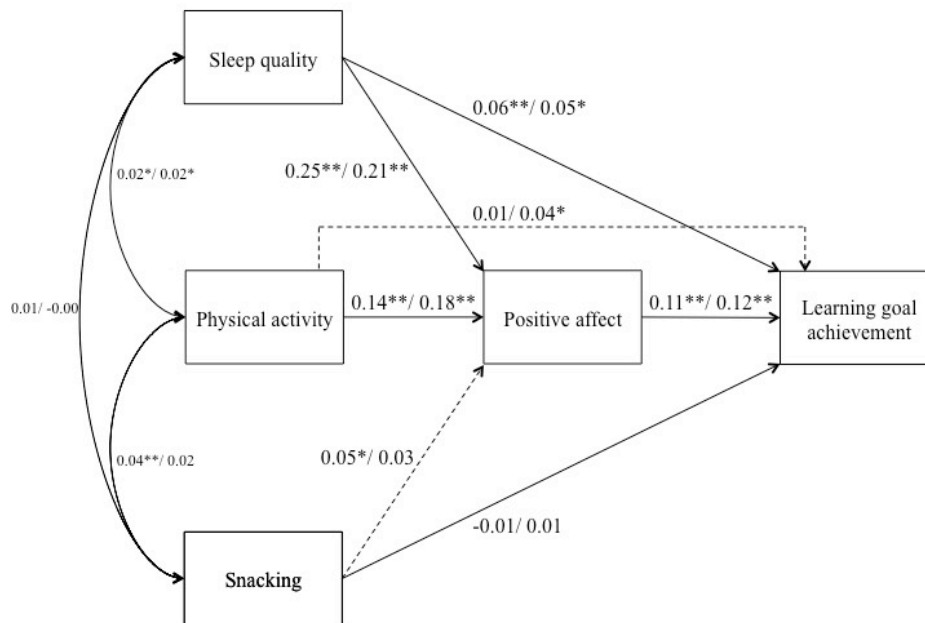 Sleep quality
0.06**/ 0.05*
0.25**/ 0.21**
0.02*/ 0.02*
0.01/ 0.04*
0.01/ -0.00
Physical activity
0.14**/ 0.18**
Positive affect
0.11**/ 0.12**
Learning goal
achievement
0.04**/ 0.02
0.05*/ 0.03
-0.01/ 0.01
Snacking